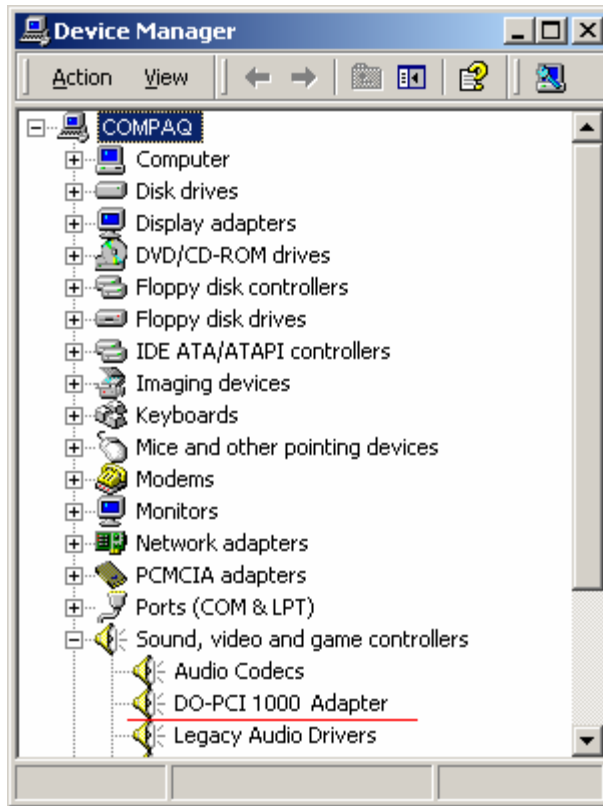 Device Manager
Action View
COMPAQ
Computer
Disk drives
Display adapters
DVD/CD-ROM drives
Floppy disk controllers
Floppy disk drives
IDE ATA/ATAPI controllers
Imaging devices
Keyboards
Mice and other pointing devices
Modems
Monitors
Network adapters
PCMCIA adapters
Ports (COM & LPT)
Sound, video and game controllers
Audio Codecs
DO-PCI 1000 Adapter
Legacy Audio Drivers